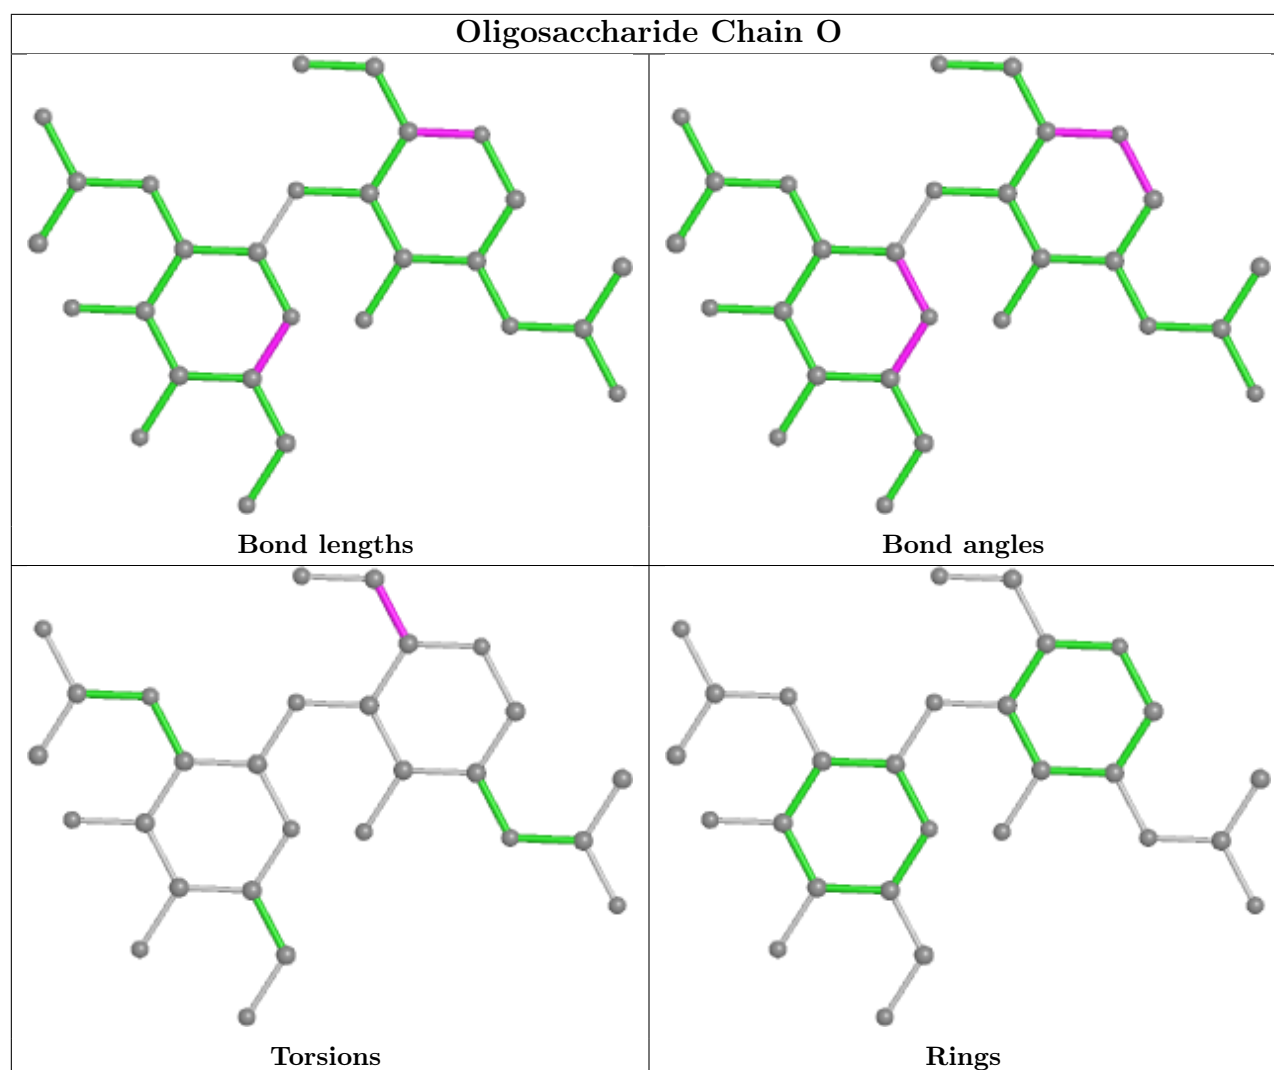 Oligosaccharide Chain O
Bond lengths
Bond angles
Torsions
Rings